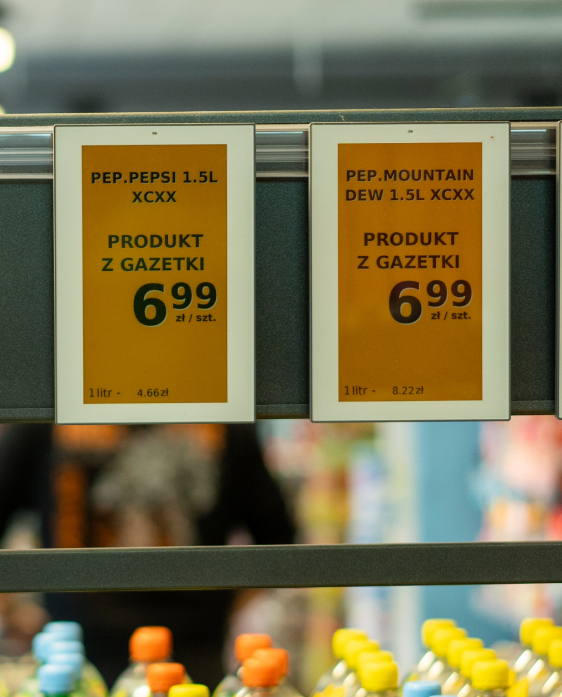 PEP.PEPSI 1.5L
XCXX
PRODUKT
Z GAZETKI
6 99
zł / szt.
1 litr - 4.66zł
PEP.MOUNTAIN
DEW 1.5L XCXX
PRODUKT
Z GAZETKI
6 99
zł / szt.
1 litr - 8.22zł